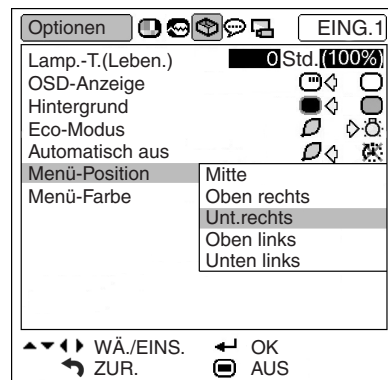 Optionen EING.1
Lamp.-T.(Leben.) 0 Std. (100%)
OSD-Anzeige
Hintergrund
Eco-Modus
Automatisch aus
Menü-Position Mitte
Menü-Farbe Oben rechts
Unt.rechts
Oben links
Unten links
WÄ./EINS. OK
ZUR. AUS